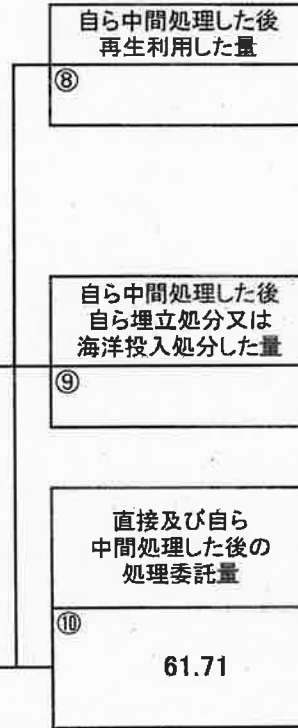 自ら中間処理した後
再生利用した量
⑧
自ら中間処理した後
自ら埋立処分又は
海洋投入処分した量
⑨
直接及び自ら
中間処理した後の
処理委託量
⑩
61.71